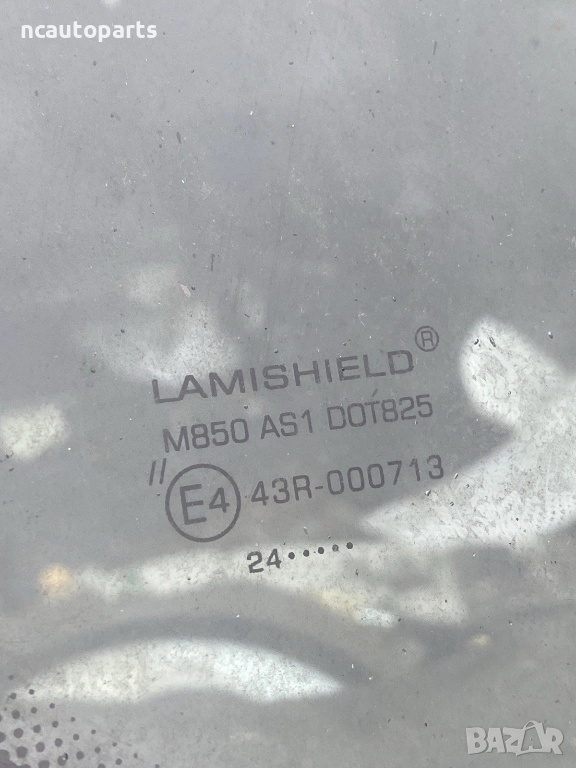 ncautoparts
LAMISHIELD®
M850 AS1 DOT825
// E4 43R-000713
24•••••
BAZAR